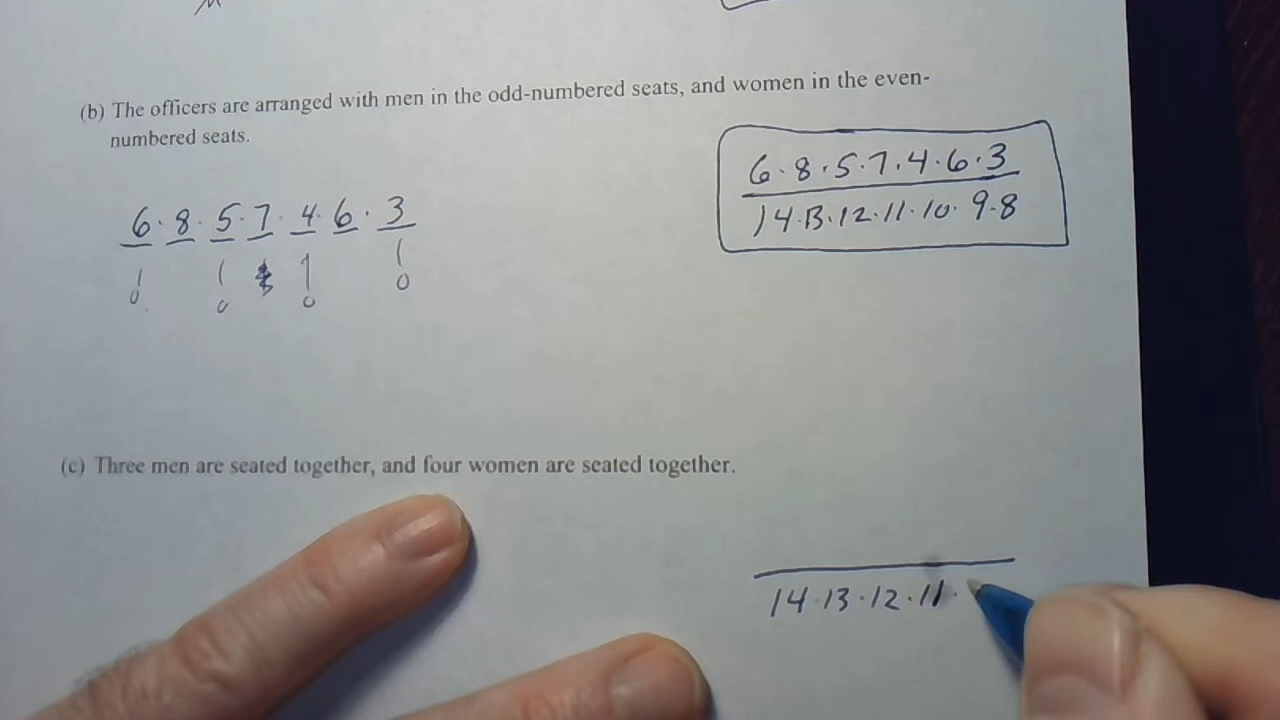 (b) The officers are arranged with men in the odd-numbered seats, and women in the even-
numbered seats.
6 · 8 · 5 · 7 · 4 · 6 · 3
6 · 8 · 5 · 7 · 4 · 6 · 3
14 · 13 · 12 · 11 · 10 · 9 · 8
(c) Three men are seated together, and four women are seated together.
14 · 13 · 12 · 11 ·